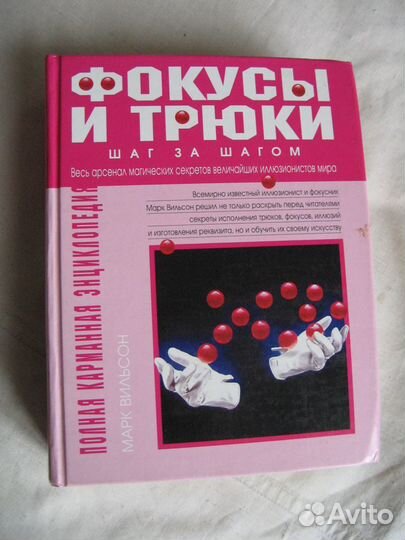 ФОКУСЫ
И ТРЮКИ
ШАГ ЗА ШАГОМ
Весь арсенал магических секретов величайших иллюзионистов мира
Всемирно известный иллюзионист и фокусник
Марк Вильсон решил не только раскрыть перед читателями
секреты исполнения трюков, фокусов, иллюзий
и изготовления реквизита, но и обучить их своему искусству
ПОЛНАЯ КАРМАННАЯ ЭНЦИКЛОПЕДИЯ
МАРК ВИЛЬСОН
Avito